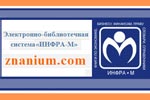 Электронно-библиотечная
система «ИНФРА-М»
znanium.com
ИНФРА • М